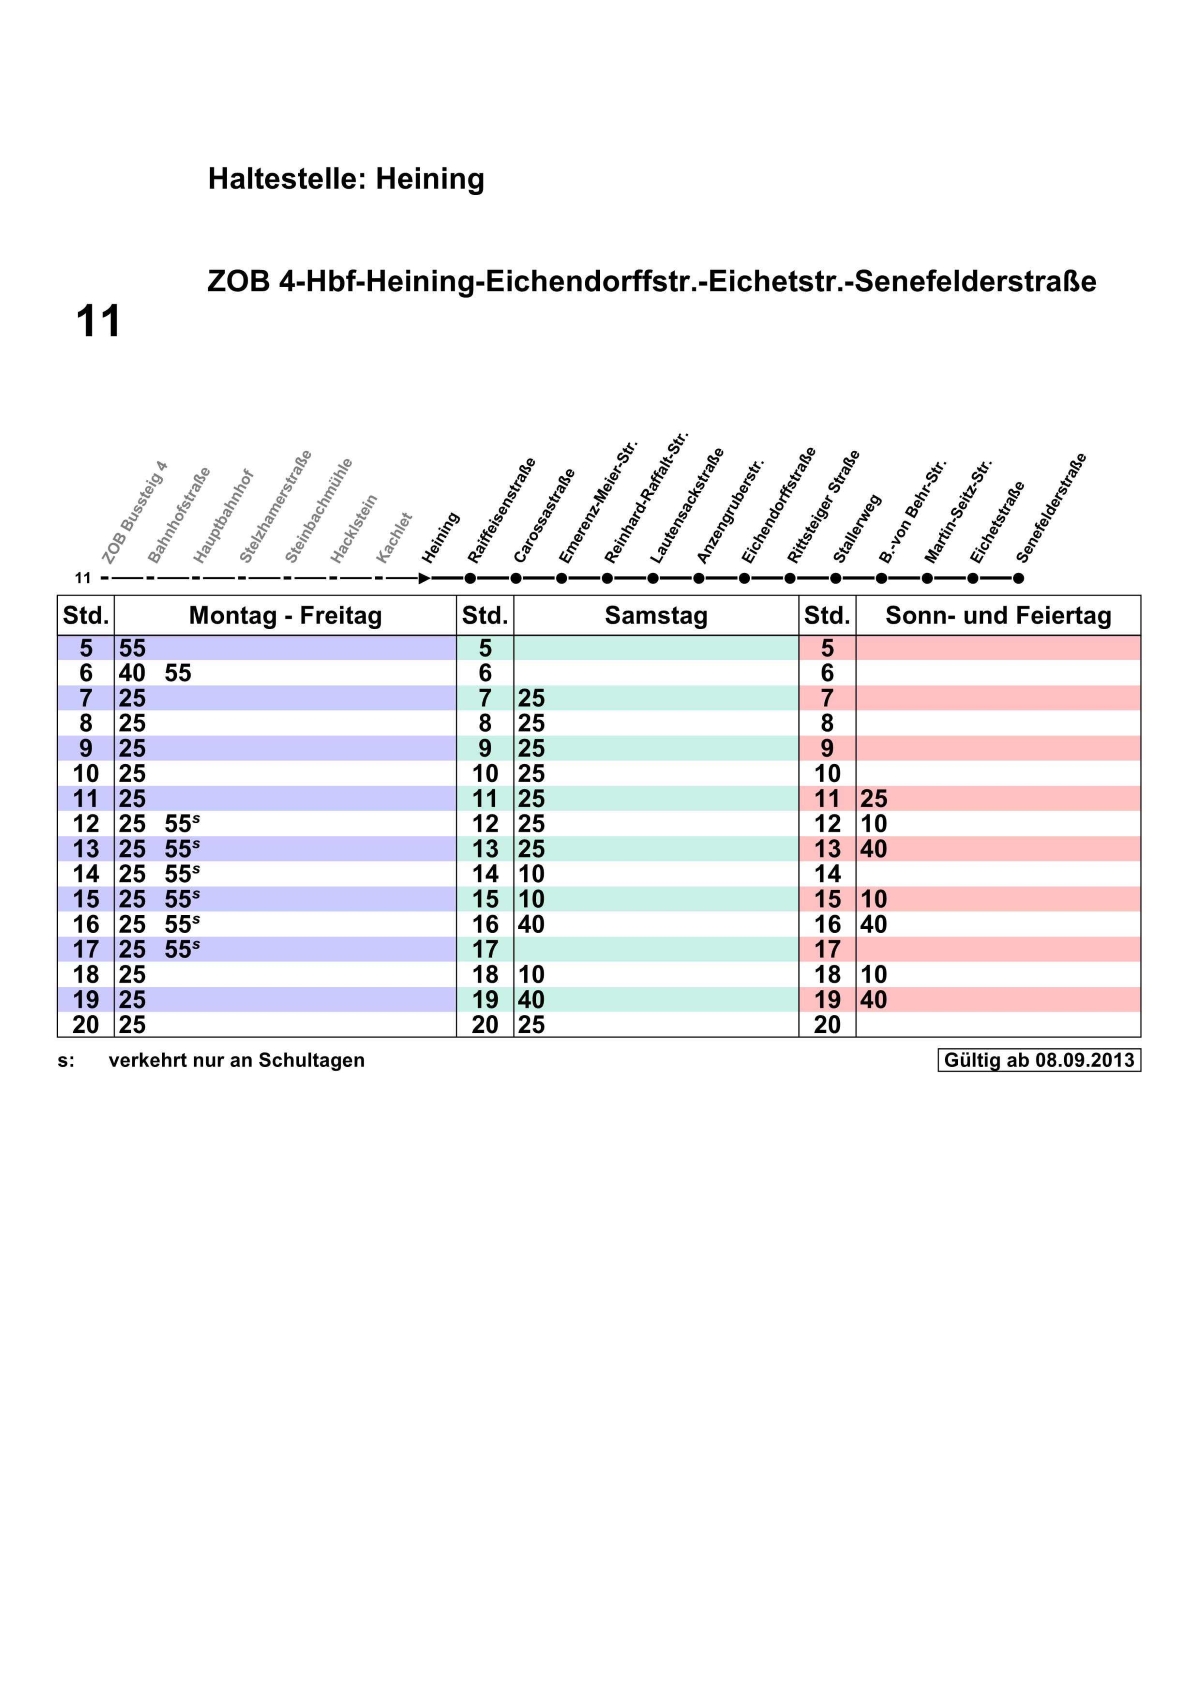 Haltestelle: Heining
ZOB 4-Hbf-Heining-Eichendorffstr.-Eichetstr.-Senefelderstraße
11
ZOB Bussteig 4
Bahnhofstraße
Hauptbahnhof
Stelzhamerstraße
Steinbachmühle
Hacklstein
Kachlet
Heining
Raiffeisenstraße
Carossastraße
Emerenz-Meier-Str.
Reinhard-Raffalt-Str.
Lautensackstraße
Anzengruberstr.
Eichendorffstraße
Rittsteiger Straße
Stallerweg
B.-von Behr-Str.
Martin-Seitz-Str.
Eichetstraße
Senefelderstraße
11
Std. Montag - Freitag Std. Samstag Std. Sonn- und Feiertag
5 55 5 5
6 40 55 6 6
7 25 7 25 7
8 25 8 25 8
9 25 9 25 9
10 25 10 25 10
11 25 11 25 11 25
12 25 55s 12 25 12 10
13 25 55s 13 25 13 40
14 25 55s 14 10 14
15 25 55s 15 10 15 10
16 25 55s 16 40 16 40
17 25 55s 17 17
18 25 18 10 18 10
19 25 19 40 19 40
20 25 20 25 20
s: verkehrt nur an Schultagen Gültig ab 08.09.2013